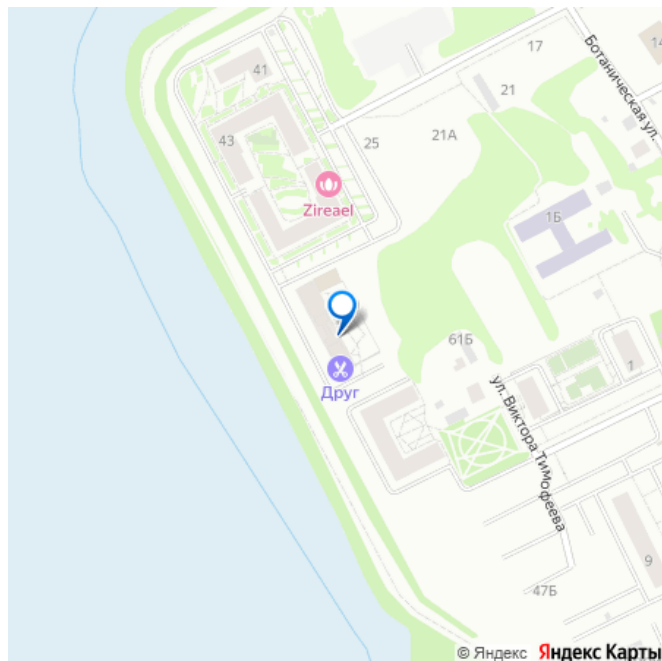 17
14
Ботаническая ул.
41
21
43
25
21А
Zireael
1Б
61Б
1
Друг
ул. Виктора Тимофеева
9
47Б
© Яндекс Яндекс Карты